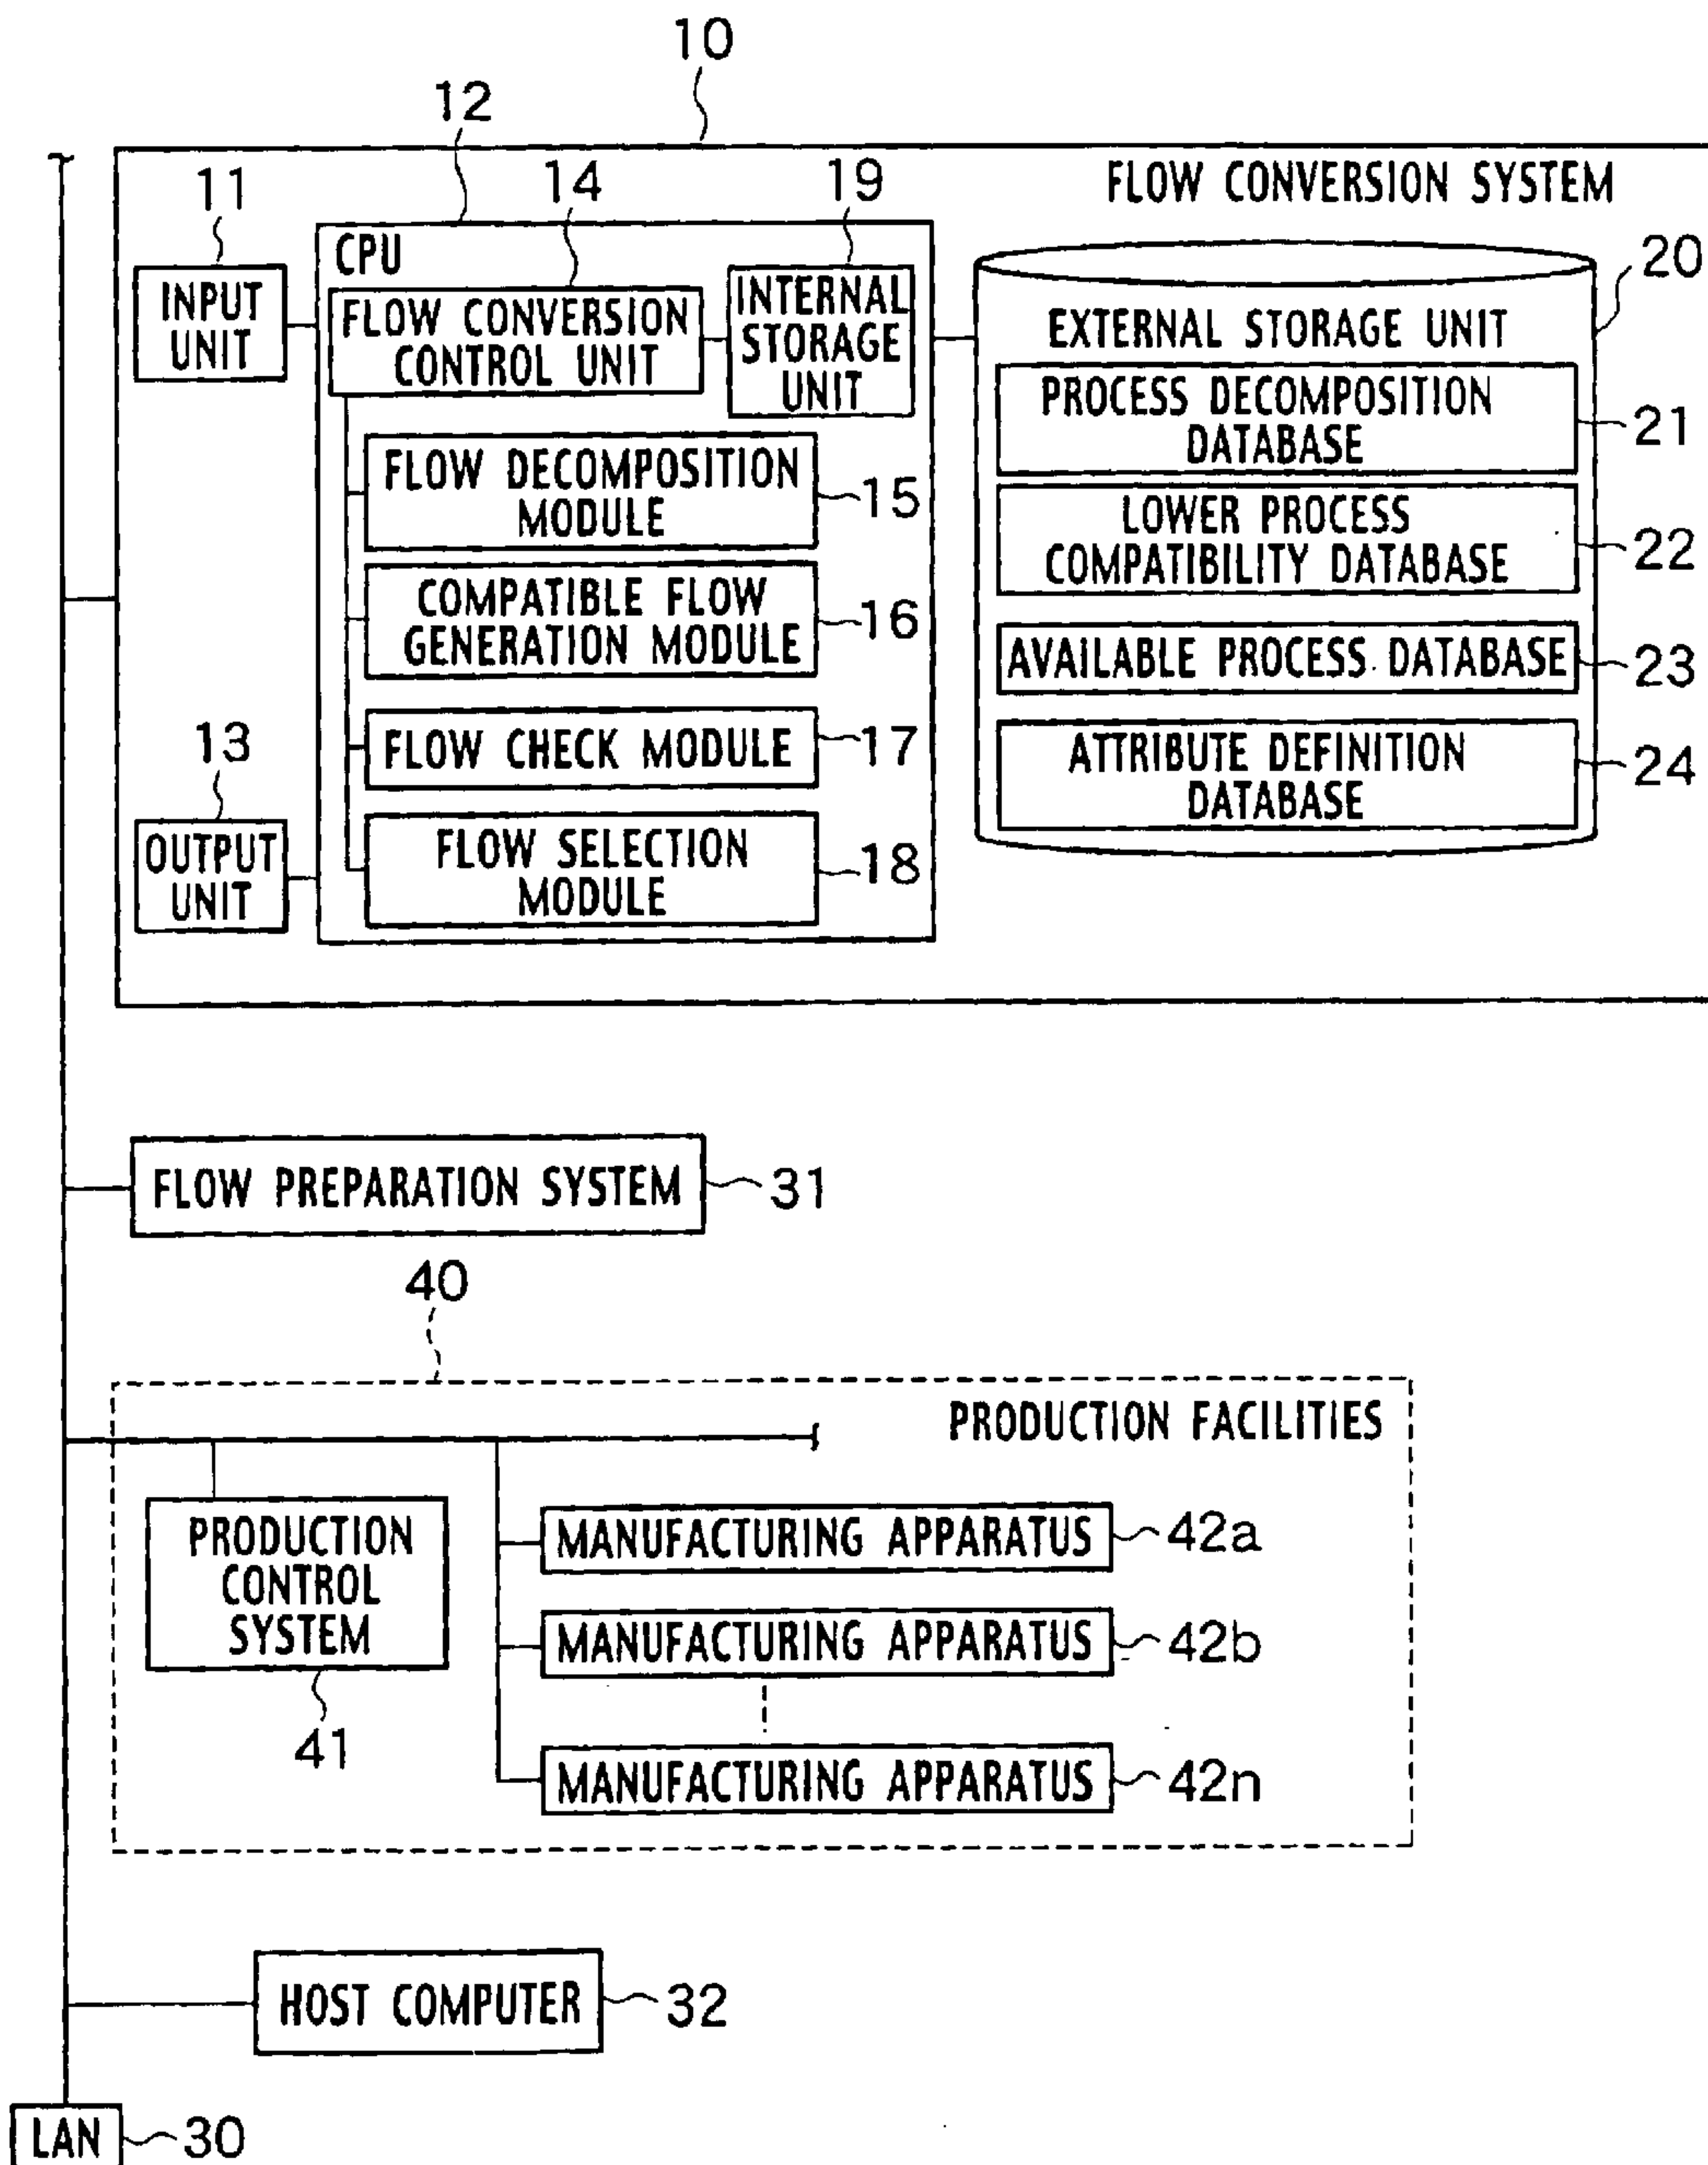 10
12
FLOW CONVERSION SYSTEM
11
14
19
20
CPU
INPUT
UNIT
FLOW CONVERSION
CONTROL UNIT
INTERNAL
STORAGE
UNIT
EXTERNAL STORAGE UNIT
PROCESS DECOMPOSITION
DATABASE
21
FLOW DECOMPOSITION
MODULE
15
LOWER PROCESS
COMPATIBILITY DATABASE
22
COMPATIBLE FLOW
GENERATION MODULE
16
AVAILABLE PROCESS DATABASE
23
13
FLOW CHECK MODULE
17
ATTRIBUTE DEFINITION
DATABASE
24
OUTPUT
UNIT
FLOW SELECTION
MODULE
18
FLOW PREPARATION SYSTEM
31
40
PRODUCTION FACILITIES
PRODUCTION
CONTROL
SYSTEM
41
MANUFACTURING APPARATUS
42a
MANUFACTURING APPARATUS
42b
MANUFACTURING APPARATUS
42n
HOST COMPUTER
32
LAN
30